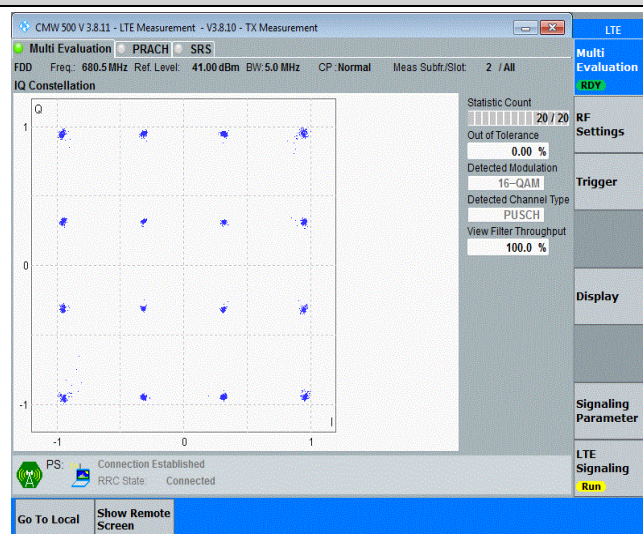 CMW 500 V 3.8.11 - LTE Measurement - V3.8.10 - TX Measurement
LTE
Multi Evaluation PRACH SRS
FDD Freq.: 680.5 MHz Ref. Level: 41.00 dBm BW: 5.0 MHz CP : Normal Meas Subfr./Slot: 2 / All
IQ Constellation
Q
1
0
-1
-1 0 1
I
Statistic Count
20 / 20
Out of Tolerance
0.00 %
Detected Modulation
16-QAM
Detected Channel Type
PUSCH
View Filter Throughput
100.0 %
Multi
Evaluation
RDY
RF
Settings
Trigger
Display
Signaling
Parameter
LTE
Signaling
Run
PS: Connection Established
RRC State: Connected
Go To Local
Show Remote
Screen